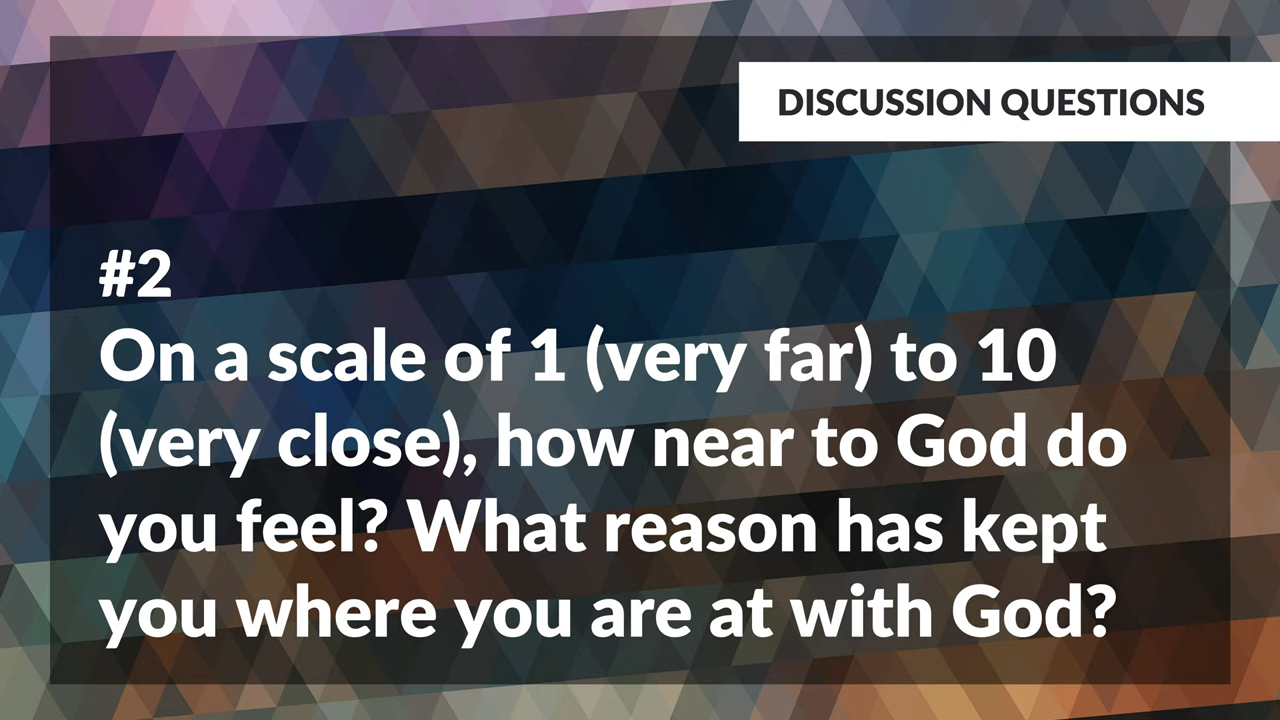 DISCUSSION QUESTIONS
#2
On a scale of 1 (very far) to 10
(very close), how near to God do
you feel? What reason has kept
you where you are at with God?